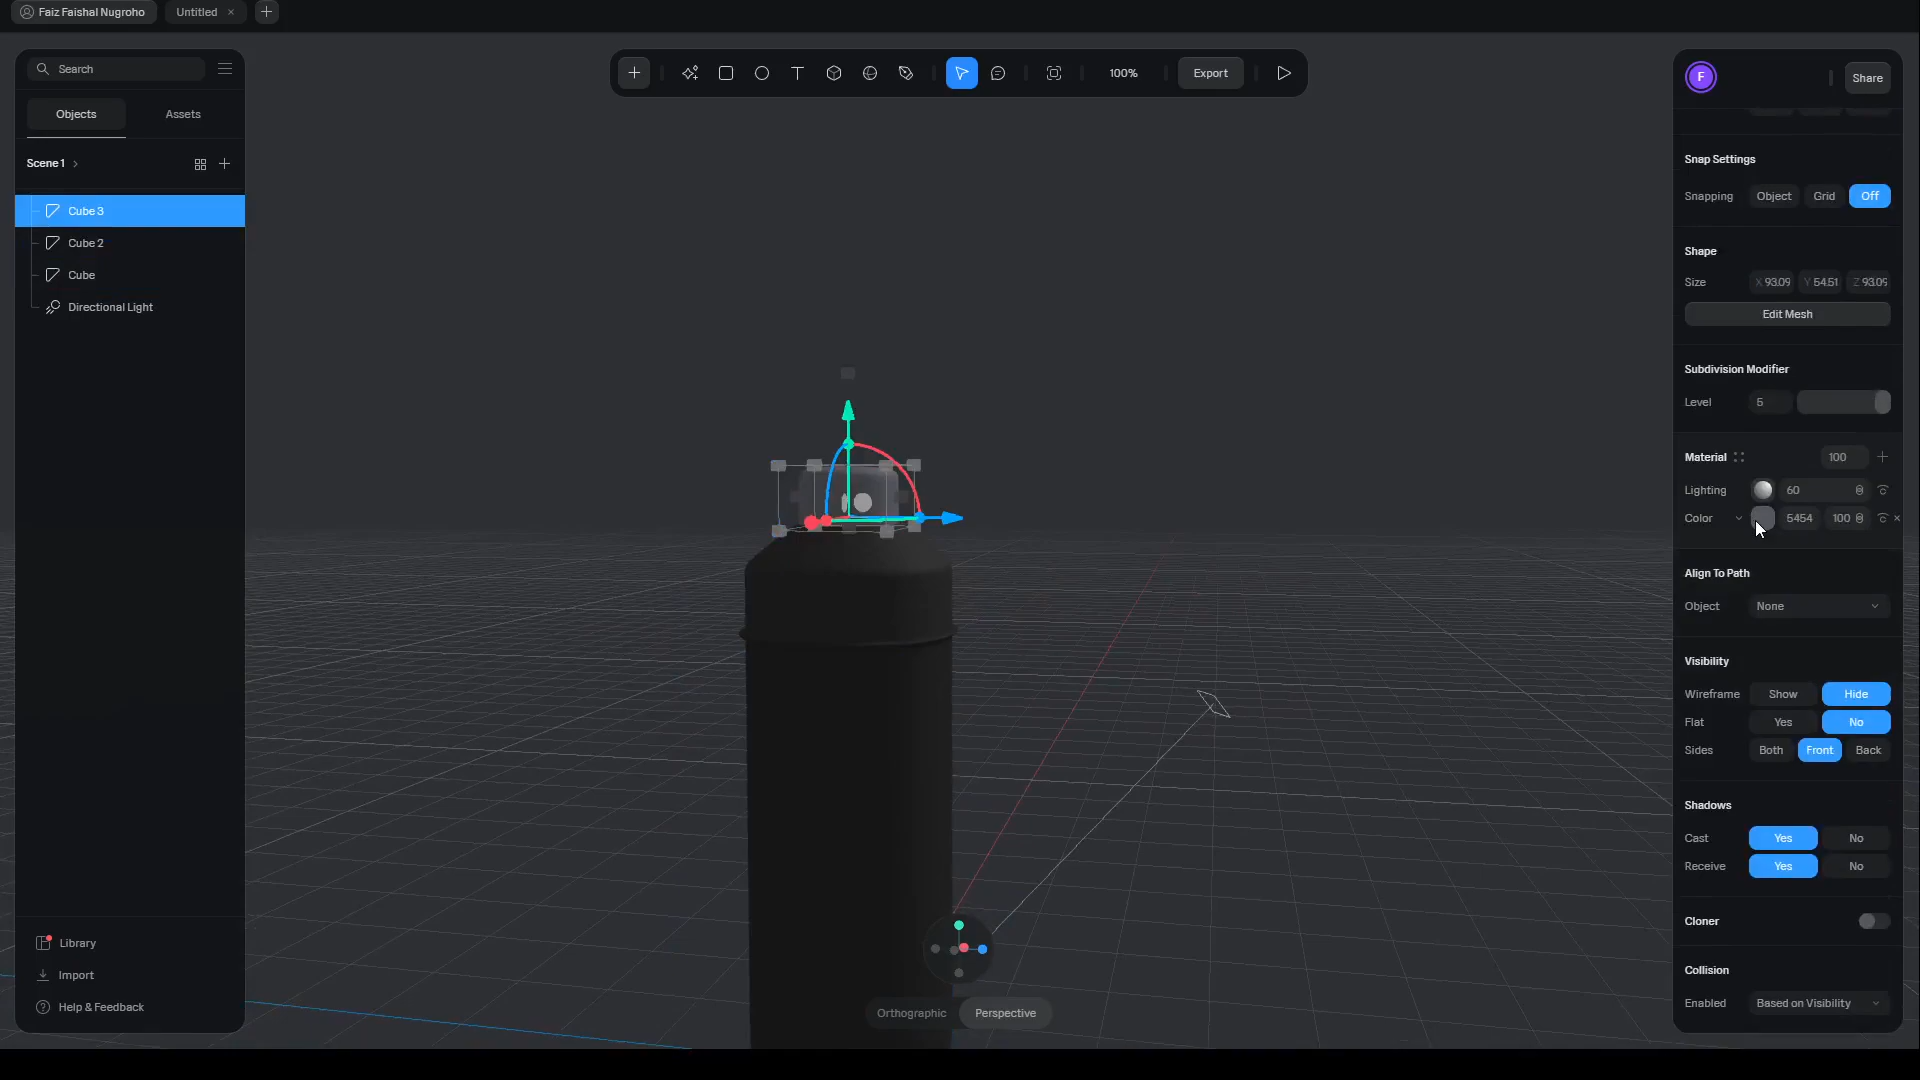 Faiz Faishal Nugroho
Untitled
Search
100%
Export
F
Share
Objects
Assets
Scene 1
Cube 3
Cube 2
Cube
Directional Light
Library
Import
Help & Feedback
Orthographic
Perspective
Snap Settings
Snapping Object Grid Off
Shape
Size X 93.09 Y 54.51 Z 93.09
Edit Mesh
Subdivision Modifier
Level 5
Material 100
Lighting 60
Color 5454 100
Align To Path
Object None
Visibility
Wireframe Show Hide
Flat Yes No
Sides Both Front Back
Shadows
Cast Yes No
Receive Yes No
Cloner
Collision
Enabled Based on Visibility